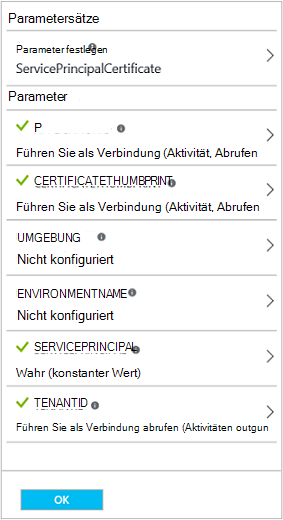 Parametersätze
Parameter festlegen
ServicePrincipalCertificate
Parameter
P
Führen Sie als Verbindung (Aktivität, Abrufen
CERTIFICATETHUMBPRINT
Führen Sie als Verbindung (Aktivität, Abrufen
UMGEBUNG
Nicht konfiguriert
ENVIRONMENTNAME
Nicht konfiguriert
SERVICEPRINCIPAL
Wahr (konstanter Wert)
TENANTID
Führen Sie als Verbindung abrufen (Aktivitäten outgun
OK